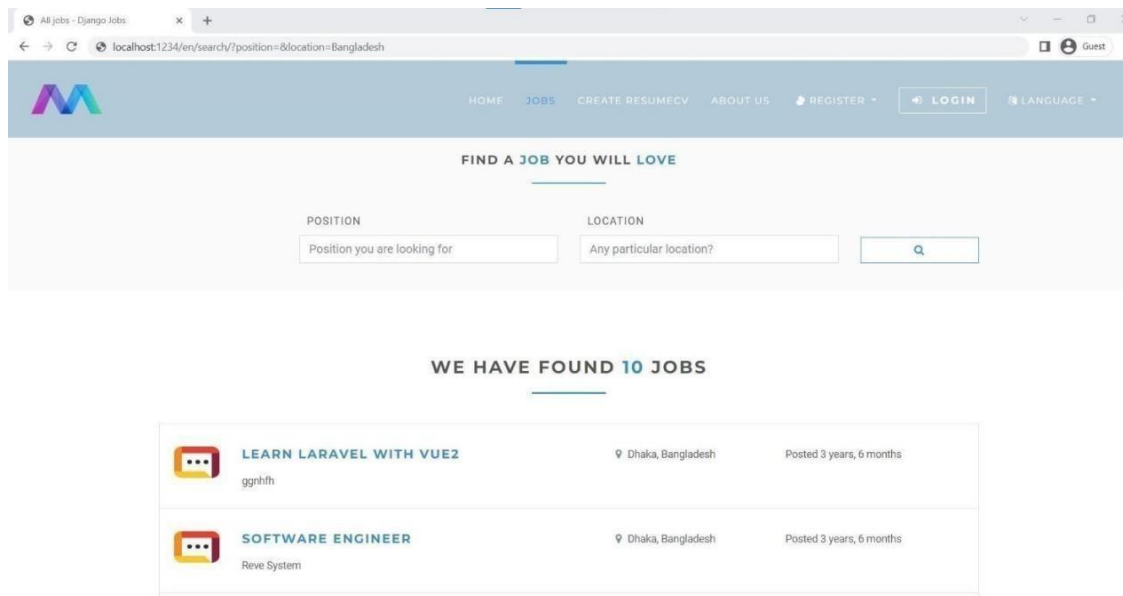 All jobs - Django Jobs
localhost:1234/en/search/?position=&location=Bangladesh
Guest
HOME JOBS CREATE RESUMECV ABOUT US REGISTER LOGIN LANGUAGE
FIND A JOB YOU WILL LOVE
POSITION LOCATION
Position you are looking for Any particular location?
WE HAVE FOUND 10 JOBS
LEARN LARAVEL WITH VUE2 Dhaka, Bangladesh Posted 3 years, 6 months
ggnhfh
SOFTWARE ENGINEER Dhaka, Bangladesh Posted 3 years, 6 months
Reve System